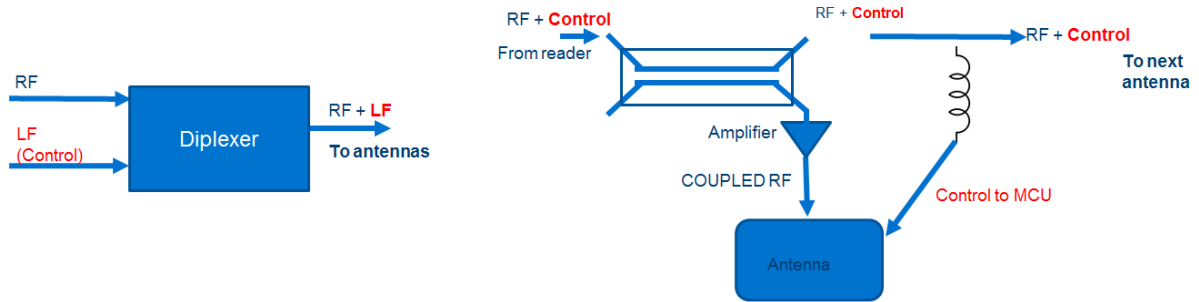 RF
LF
(Control)
Diplexer
RF + LF
To antennas
RF + Control
From reader
RF + Control
RF + Control
To next
antenna
Amplifier
COUPLED RF
Control to MCU
Antenna